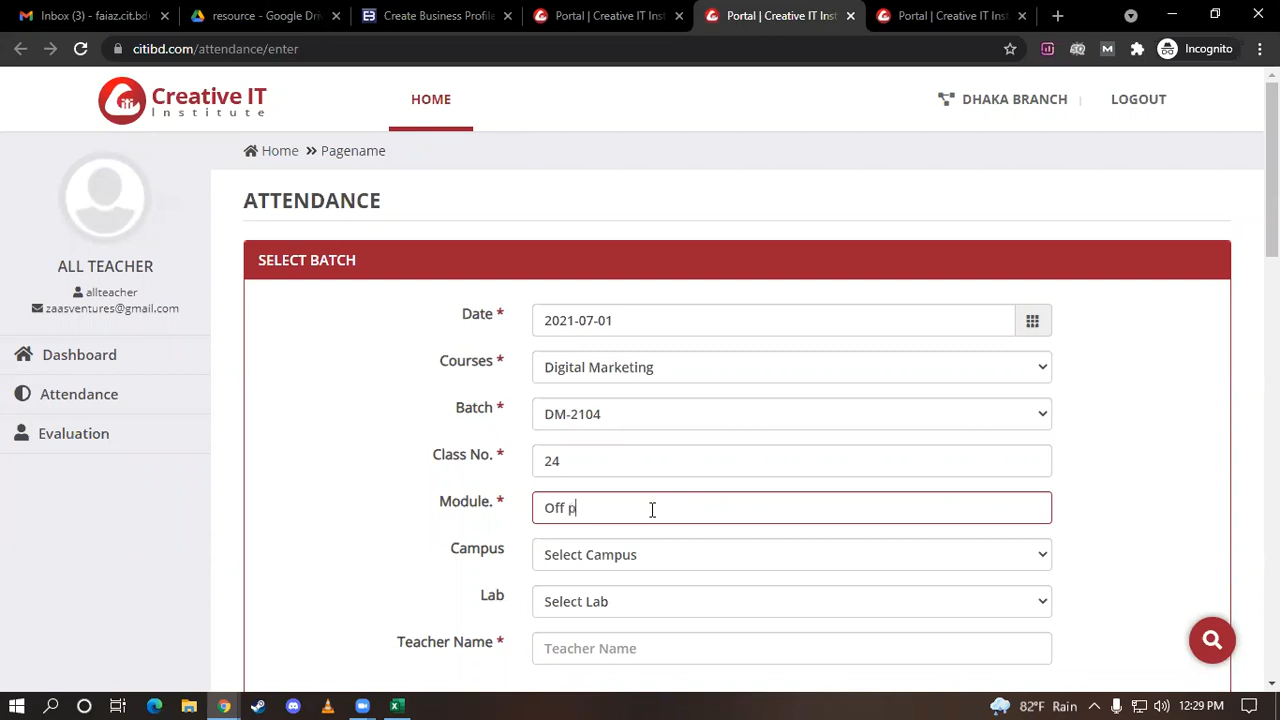 Inbox (3) - faiaz.cit.bd
resource - Google Dri
Create Business Profile
Portal | Creative IT Inst
Portal | Creative IT Inst
Portal | Creative IT Inst
citibd.com/attendance/enter
Incognito
Creative IT
Institute
HOME
DHAKA BRANCH
LOGOUT
Home » Pagename
ATTENDANCE
ALL TEACHER
allteacher
zaasventures@gmail.com
Dashboard
Attendance
Evaluation
SELECT BATCH
Date * 2021-07-01
Courses * Digital Marketing
Batch * DM-2104
Class No. * 24
Module. * Off p
Campus Select Campus
Lab Select Lab
Teacher Name * Teacher Name
82°F Rain
12:29 PM